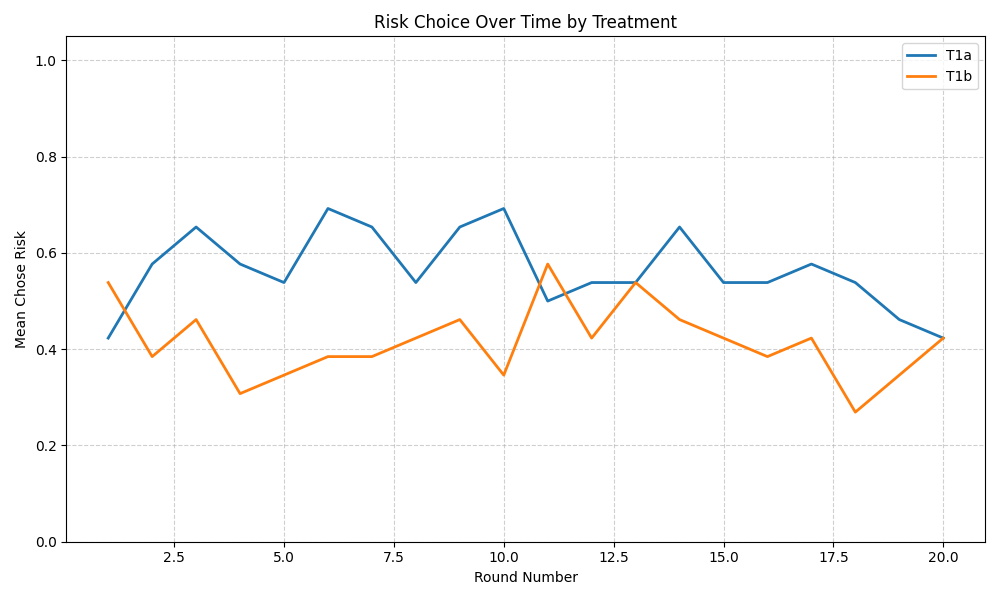 Risk Choice Over Time by Treatment
T1a
T1b
Mean Chose Risk
1.0
0.8
0.6
0.4
0.2
0.0
2.5 5.0 7.5 10.0 12.5 15.0 17.5 20.0
Round Number